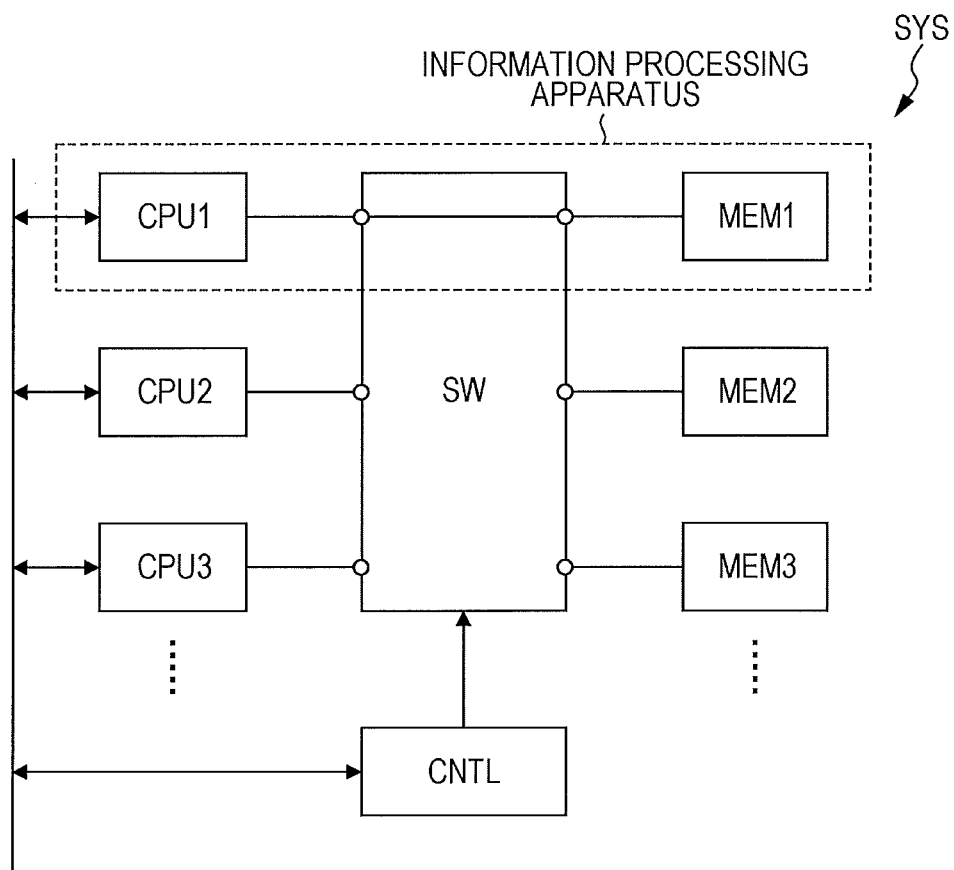 SYS
INFORMATION PROCESSING
APPARATUS
CPU1
MEM1
CPU2
SW
MEM2
CPU3
MEM3
CNTL